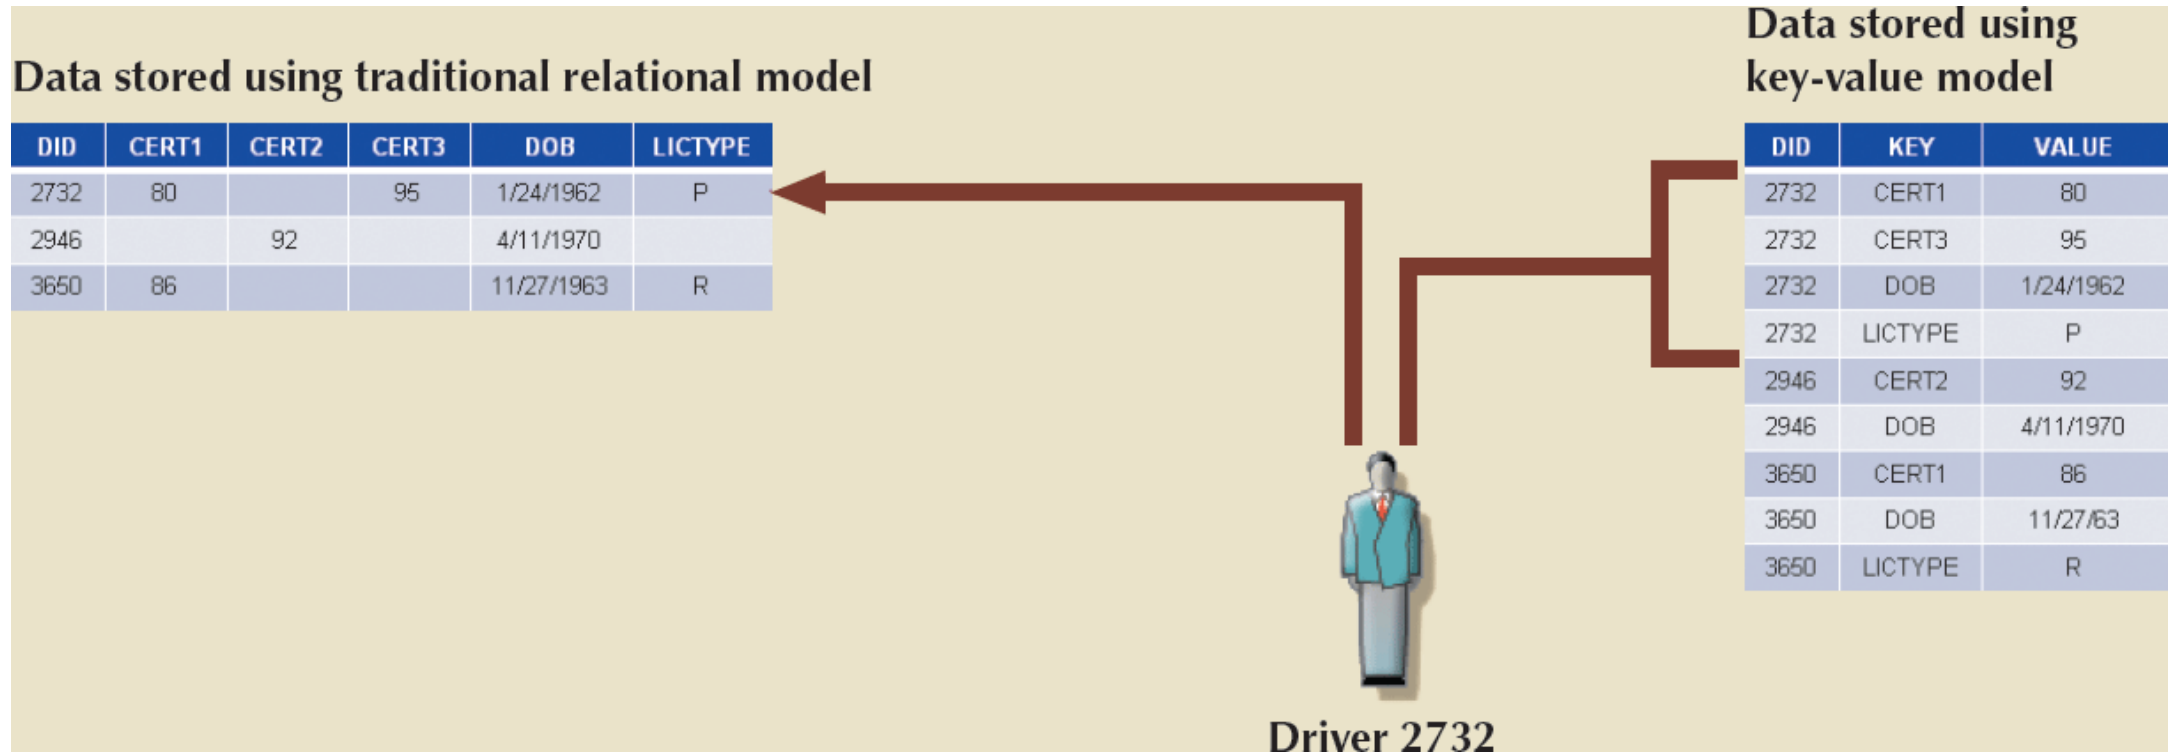 Data stored using traditional relational model
DID CERT1 CERT2 CERT3 DOB LICTYPE
2732 80 95 1/24/1962 P
2946 92 4/11/1970
3650 86 11/27/1963 R
Data stored using
key-value model
DID KEY VALUE
2732 CERT1 80
2732 CERT3 95
2732 DOB 1/24/1962
2732 LICTYPE P
2946 CERT2 92
2946 DOB 4/11/1970
3650 CERT1 86
3650 DOB 11/27/63
3650 LICTYPE R
Driver 2732